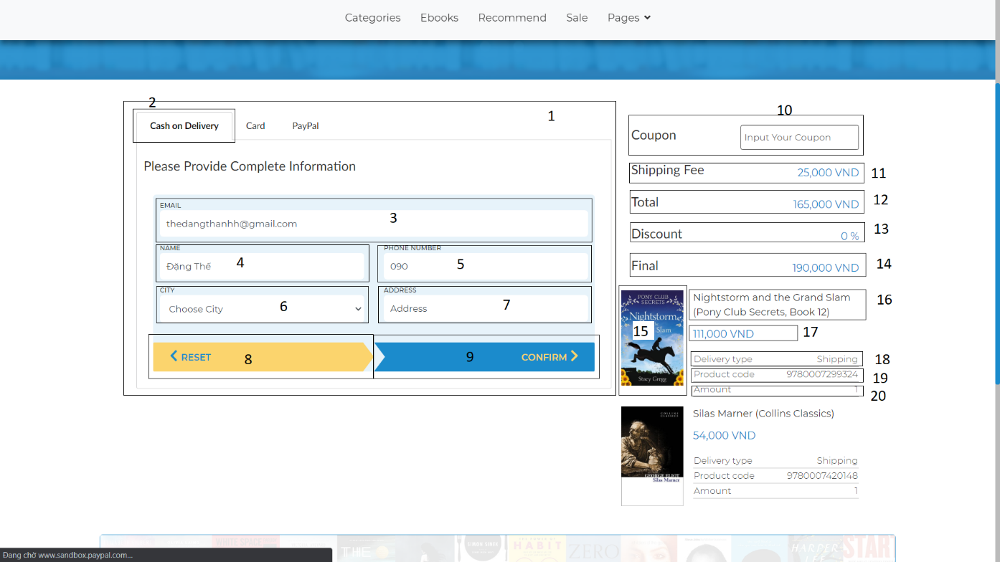 Categories Ebooks Recommend Sale Pages
2
1
Cash on Delivery Card PayPal
Please Provide Complete Information
EMAIL
thedangthanhh@gmail.com
3
NAME
Đặng Thế
4
PHONE NUMBER
090
5
CITY
Choose City
6
ADDRESS
Address
7
RESET
8
9
CONFIRM
10
Coupon Input Your Coupon
Shipping Fee 25,000 VND 11
Total 165,000 VND 12
Discount 0 % 13
Final 190,000 VND 14
PONY CLUB
SECRETS
Nightstorm
Slam
Stacy Gregg
15
Nightstorm and the Grand Slam
(Pony Club Secrets, Book 12)
16
111,000 VND 17
Delivery type Shipping 18
Product code 9780007299324 19
Amount 1 20
COLLINS
CLASSICS
GEORGE ELIOT
Silas Marner
Silas Marner (Collins Classics)
54,000 VND
Delivery type Shipping
Product code 9780007420148
Amount 1
WHITE SPACE
THE
SIMON SINEK
THE POWER OF
HABIT
ZERO
HARPER
LEE
START
Đang chờ www.sandbox.paypal.com...